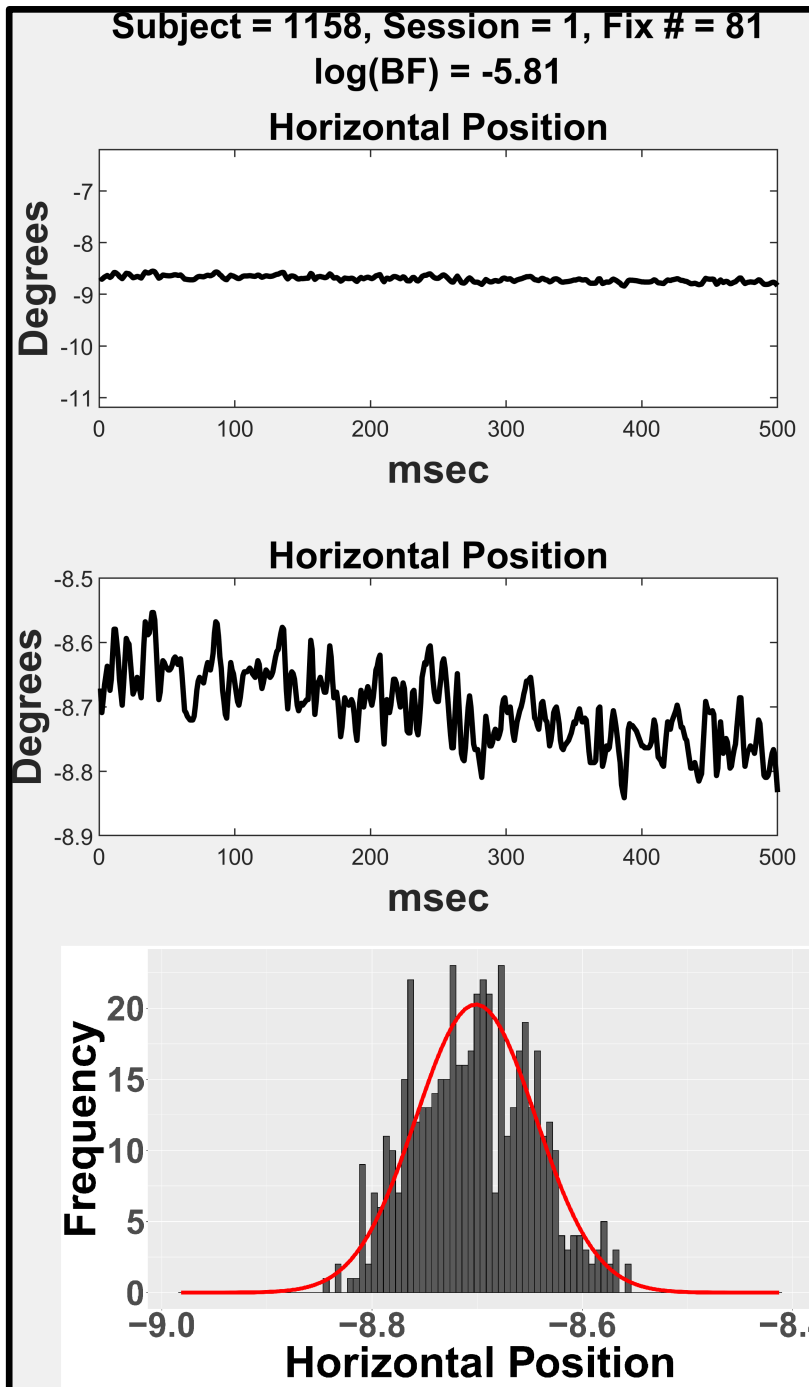 Subject = 1158, Session = 1, Fix # = 81
log(BF) = -5.81
Horizontal Position
-7
-8
-9
-10
-11
Degrees
0 100 200 300 400 500
msec
Horizontal Position
-8.5
-8.6
-8.7
-8.8
-8.9
Degrees
0 100 200 300 400 500
msec
20
15
10
5
0
Frequency
−9.0 −8.8 −8.6
Horizontal Position